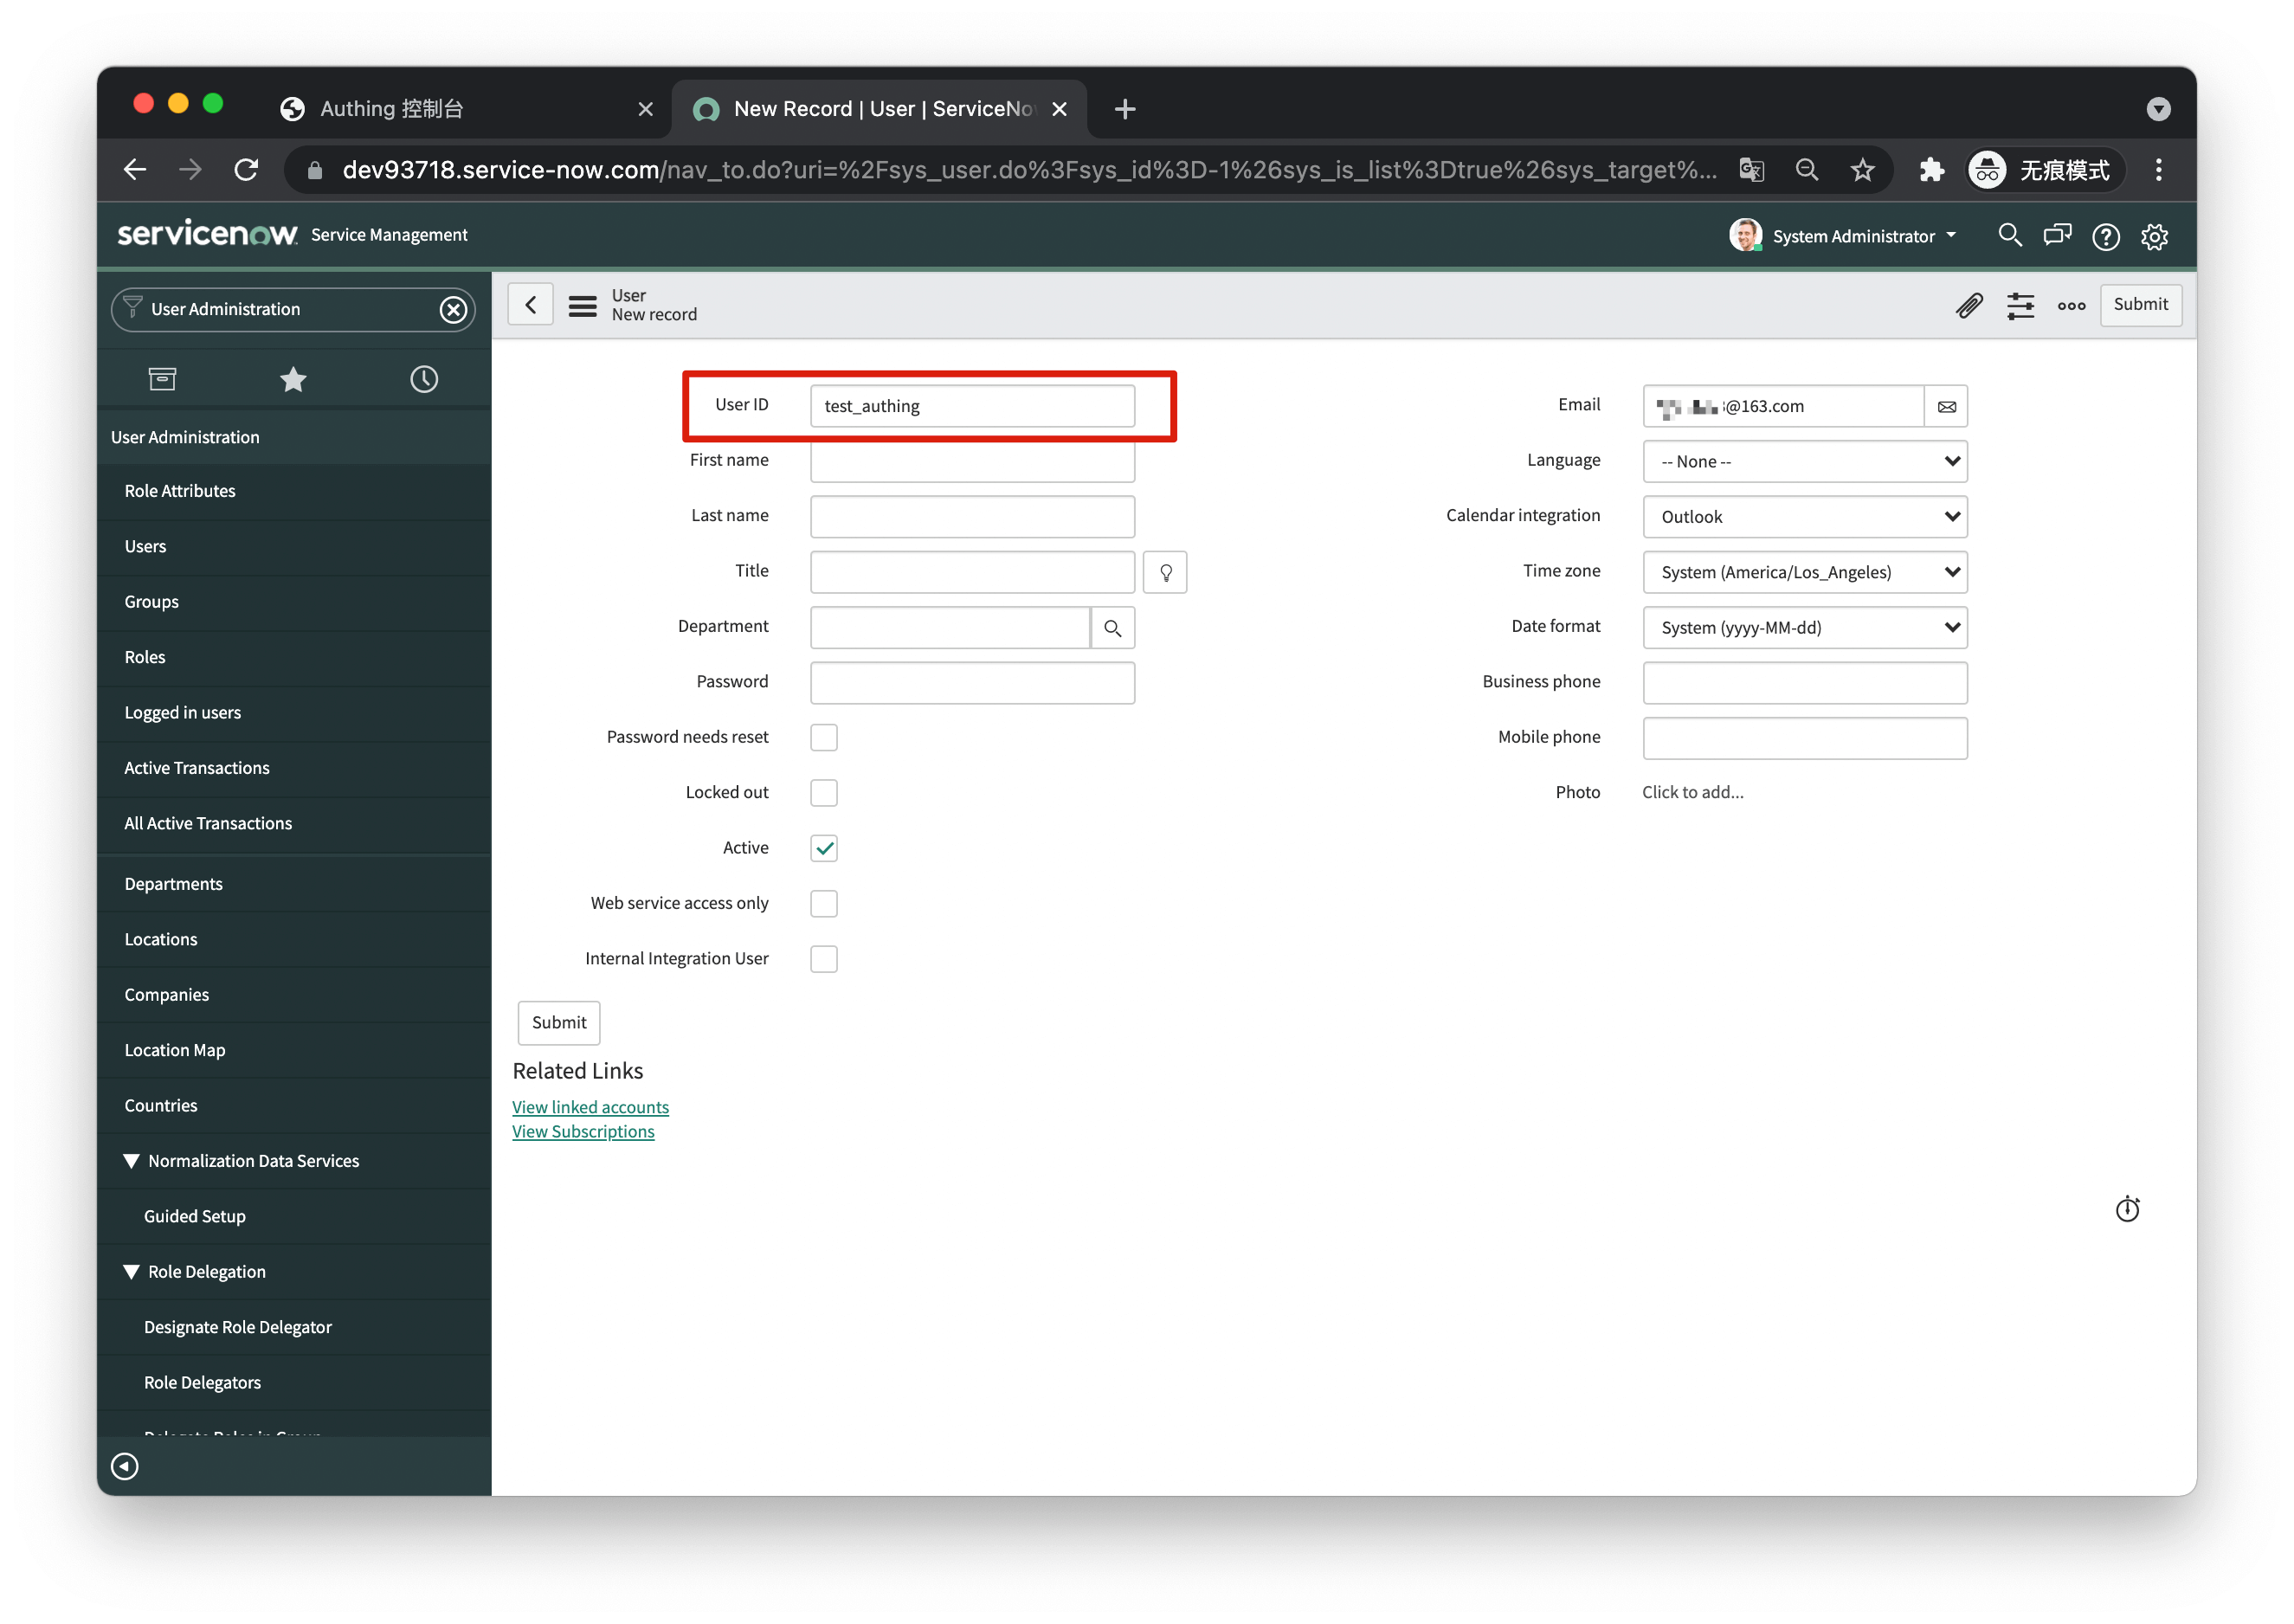 Authing 控制台
New Record | User | ServiceNo
dev93718.service-now.com/nav_to.do?uri=%2Fsys_user.do%3Fsys_id%3D-1%26sys_is_list%3Dtrue%26sys_target%...
无痕模式
servicenow Service Management
System Administrator
User Administration
User
New record
Submit
User Administration
Role Attributes
Users
Groups
Roles
Logged in users
Active Transactions
All Active Transactions
Departments
Locations
Companies
Location Map
Countries
Normalization Data Services
Guided Setup
Role Delegation
Designate Role Delegator
Role Delegators
User ID test_authing
First name
Last name
Title
Department
Password
Password needs reset
Locked out
Active
Web service access only
Internal Integration User
Email @163.com
Language -- None --
Calendar integration Outlook
Time zone System (America/Los_Angeles)
Date format System (yyyy-MM-dd)
Business phone
Mobile phone
Photo Click to add...
Submit
Related Links
View linked accounts
View Subscriptions